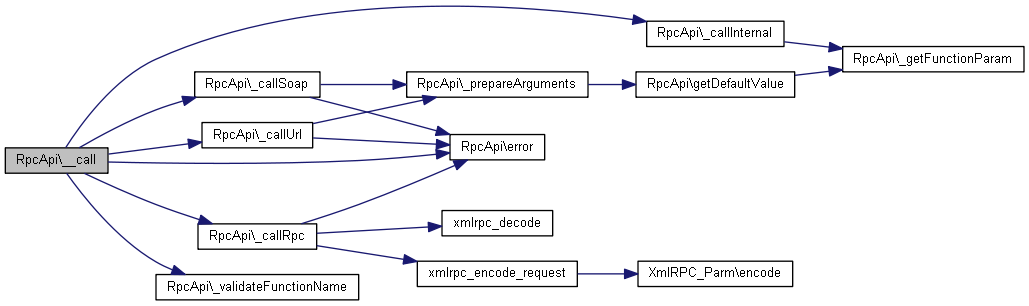 RpcApi\_callInternal
RpcApi\_getFunctionParam
RpcApi\_callSoap
RpcApi\_prepareArguments
RpcApi\getDefaultValue
RpcApi\_callUrl
RpcApi\error
RpcApi\__call
RpcApi\_callRpc
xmlrpc_decode
xmlrpc_encode_request
XmlRPC_Parm\encode
RpcApi\_validateFunctionName